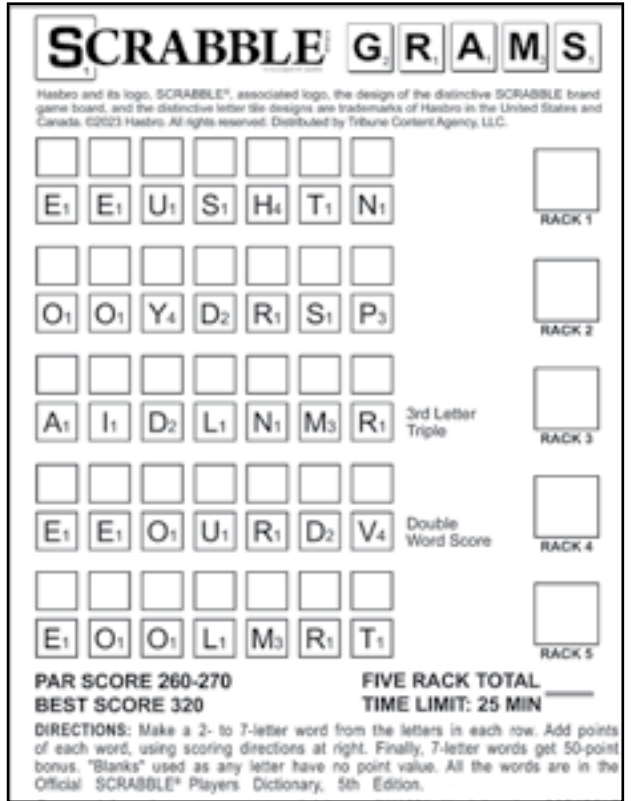 SCRABBLE G2 R1 A1 M3 S1
Hasbro and its logo, SCRABBLE®, associated logo, the design of the distinctive SCRABBLE brand
game board, and the distinctive letter tile designs are trademarks of Hasbro in the United States and
Canada. ©2023 Hasbro. All rights reserved. Distributed by Tribune Content Agency, LLC.
E1 E1 U1 S1 H4 T1 N1 RACK 1
O1 O1 Y4 D2 R1 S1 P3 RACK 2
A1 I1 D2 L1 N1 M3 R1 3rd Letter
Triple RACK 3
E1 E1 O1 U1 R1 D2 V4 Double
Word Score RACK 4
E1 O1 O1 L1 M3 R1 T1 RACK 5
PAR SCORE 260-270 FIVE RACK TOTAL
BEST SCORE 320 TIME LIMIT: 25 MIN
DIRECTIONS: Make a 2- to 7-letter word from the letters in each row. Add points
of each word, using scoring directions at right. Finally, 7-letter words get 50-point
bonus. "Blanks" used as any letter have no point value. All the words are in the
Official SCRABBLE® Players Dictionary, 5th Edition.